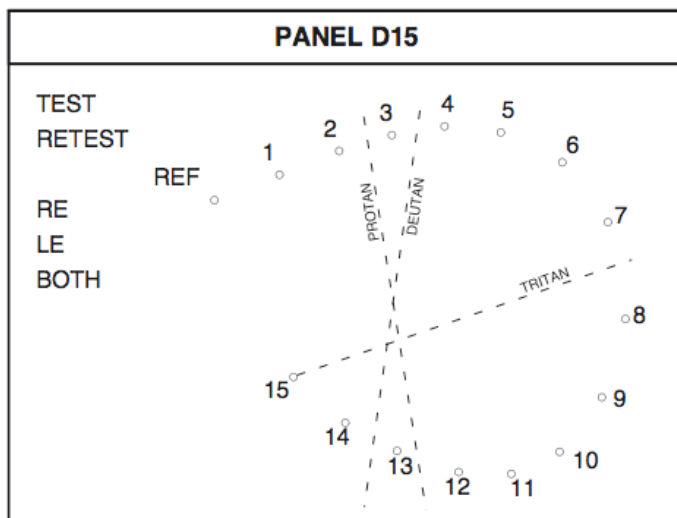 PANEL D15
TEST
RETEST
RE
LE
BOTH
REF
1
2
3
4
5
6
7
8
9
10
11
12
13
14
15
PROTAN
DEUTAN
TRITAN